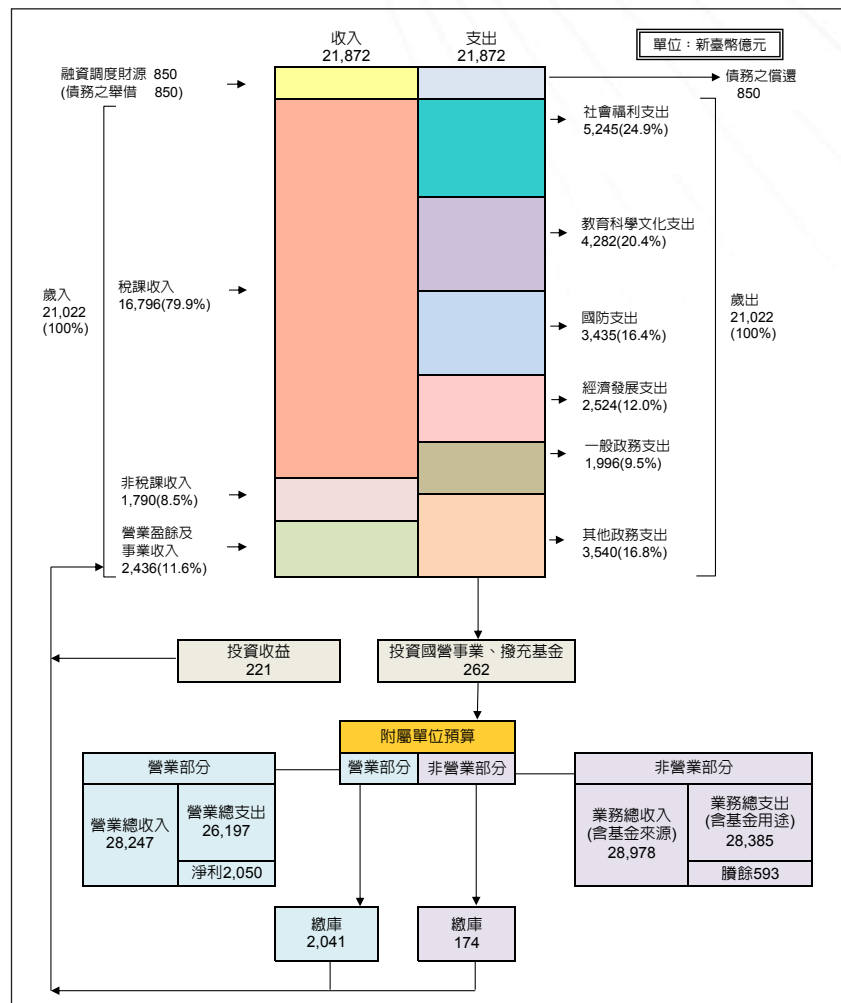 收入
21,872
支出
21,872
單位：新臺幣億元
融資調度財源 850
(債務之舉借 850)
債務之償還
850
社會福利支出
5,245(24.9%)
教育科學文化支出
4,282(20.4%)
歲入
21,022
(100%)
稅課收入
16,796(79.9%)
國防支出
3,435(16.4%)
歲出
21,022
(100%)
經濟發展支出
2,524(12.0%)
一般政務支出
1,996(9.5%)
非稅課收入
1,790(8.5%)
營業盈餘及
事業收入
2,436(11.6%)
其他政務支出
3,540(16.8%)
投資收益
221
投資國營事業、撥充基金
262
附屬單位預算
營業部分
非營業部分
營業部分
營業總收入
28,247
營業總支出
26,197
淨利2,050
非營業部分
業務總收入
(含基金來源)
28,978
業務總支出
(含基金用途)
28,385
賸餘593
繳庫
2,041
繳庫
174